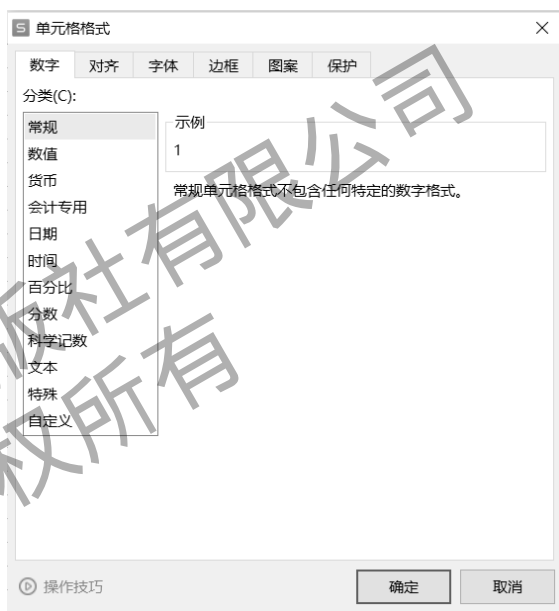 S 单元格格式
数字 对齐 字体 边框 图案 保护
分类(C):
常规
数值
货币
会计专用
日期
时间
百分比
分数
科学记数
文本
特殊
自定义
示例
1
常规单元格格式不包含任何特定的数字格式。
操作技巧
确定 取消
版社有限公司
权所有